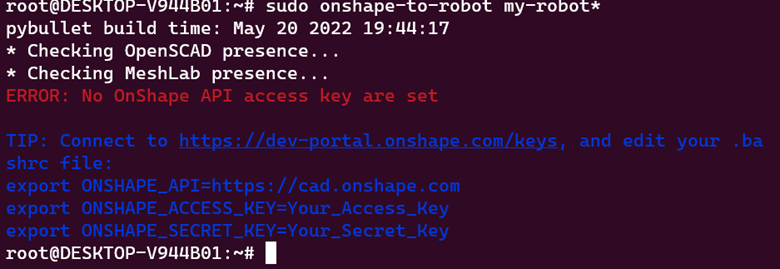 root@DESKTOP-V944B01:~# sudo onshape-to-robot my-robot*
pybullet build time: May 20 2022 19:44:17
* Checking OpenSCAD presence...
* Checking MeshLab presence...
ERROR: No OnShape API access key are set
TIP: Connect to https://dev-portal.onshape.com/keys, and edit your .ba
shrc file:
export ONSHAPE_API=https://cad.onshape.com
export ONSHAPE_ACCESS_KEY=Your_Access_Key
export ONSHAPE_SECRET_KEY=Your_Secret_Key
root@DESKTOP-V944B01:~#